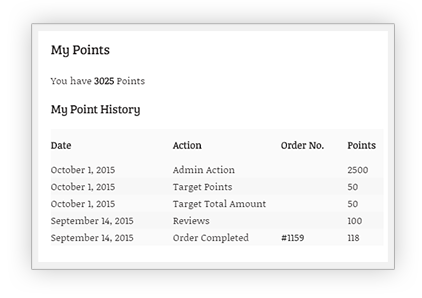 My Points
You have 3025 Points
My Point History
Date Action Order No. Points
October 1, 2015 Admin Action 2500
October 1, 2015 Target Points 50
October 1, 2015 Target Total Amount 50
September 14, 2015 Reviews 100
September 14, 2015 Order Completed #1159 118